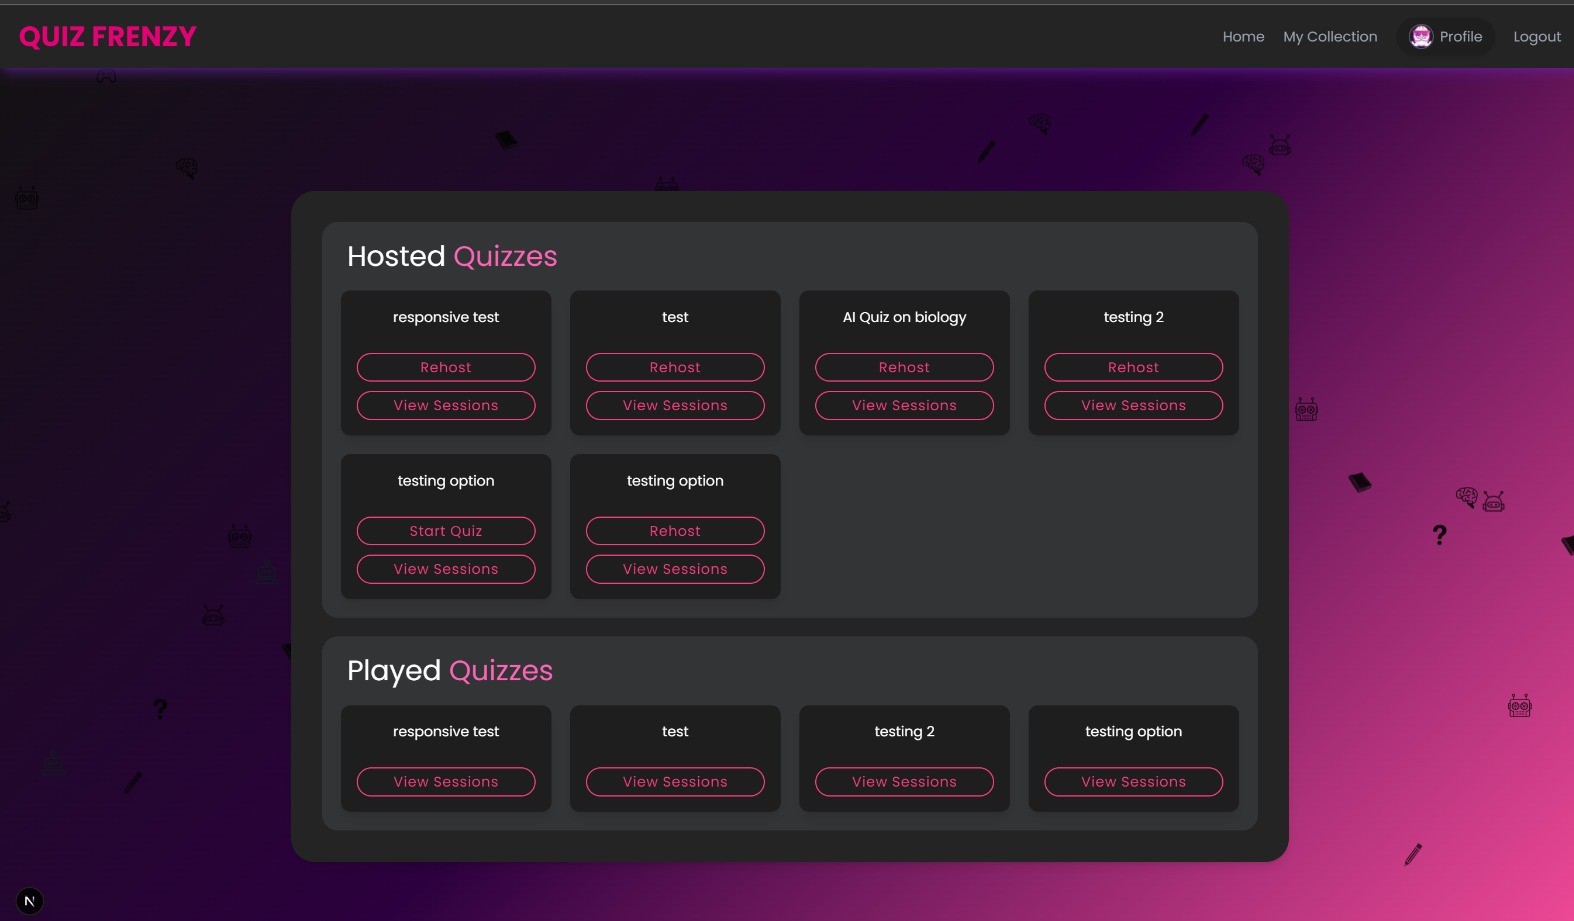 QUIZ FRENZY
Home My Collection Profile Logout
Hosted Quizzes
responsive test
Rehost
View Sessions
test
Rehost
View Sessions
AI Quiz on biology
Rehost
View Sessions
testing 2
Rehost
View Sessions
testing option
Start Quiz
View Sessions
testing option
Rehost
View Sessions
Played Quizzes
responsive test
View Sessions
test
View Sessions
testing 2
View Sessions
testing option
View Sessions
?
?
N